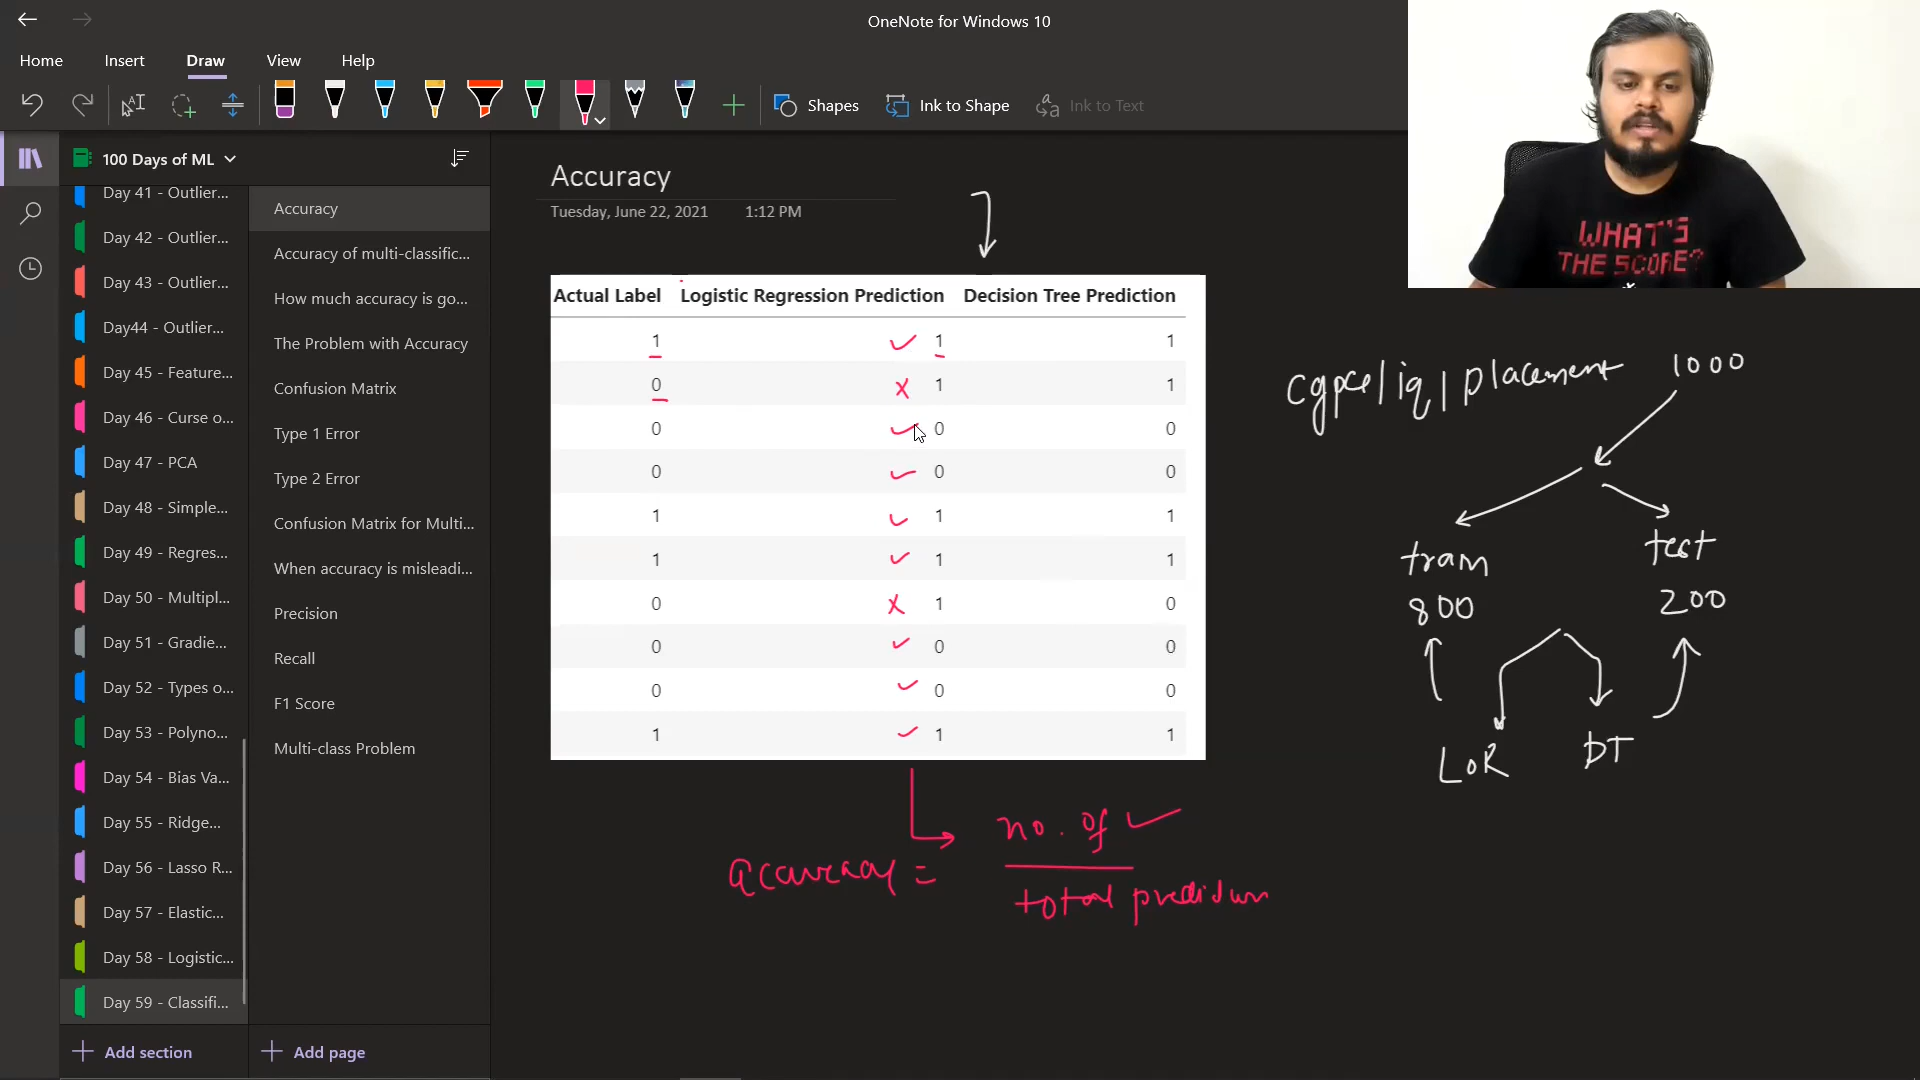 OneNote for Windows 10
Home Insert Draw View Help
Shapes Ink to Shape Ink to Text
100 Days of ML
Day 41 - Outlier...
Day 42 - Outlier...
Day 43 - Outlier...
Day44 - Outlier...
Day 45 - Feature...
Day 46 - Curse o...
Day 47 - PCA
Day 48 - Simple...
Day 49 - Regres...
Day 50 - Multipl...
Day 51 - Gradie...
Day 52 - Types o...
Day 53 - Polyno...
Day 54 - Bias Va...
Day 55 - Ridge...
Day 56 - Lasso R...
Day 57 - Elastic...
Day 58 - Logistic...
Day 59 - Classifi...
Add section
Accuracy
Accuracy of multi-classific...
How much accuracy is go...
The Problem with Accuracy
Confusion Matrix
Type 1 Error
Type 2 Error
Confusion Matrix for Multi...
When accuracy is misleadi...
Precision
Recall
F1 Score
Multi-class Problem
Add page
Accuracy
Tuesday, June 22, 2021 1:12 PM
Actual Label Logistic Regression Prediction Decision Tree Prediction
1 ✓ 1 1
0 x 1 1
0 ✓ 0 0
0 ✓ 0 0
1 ✓ 1 1
1 ✓ 1 1
0 x 1 0
0 ✓ 0 0
0 ✓ 0 0
1 ✓ 1 1
no. of ✓
accuracy =
total prediction
iq | placement 1000
train test
800 200
LoR DT
WHAT'S
THE SCORE?